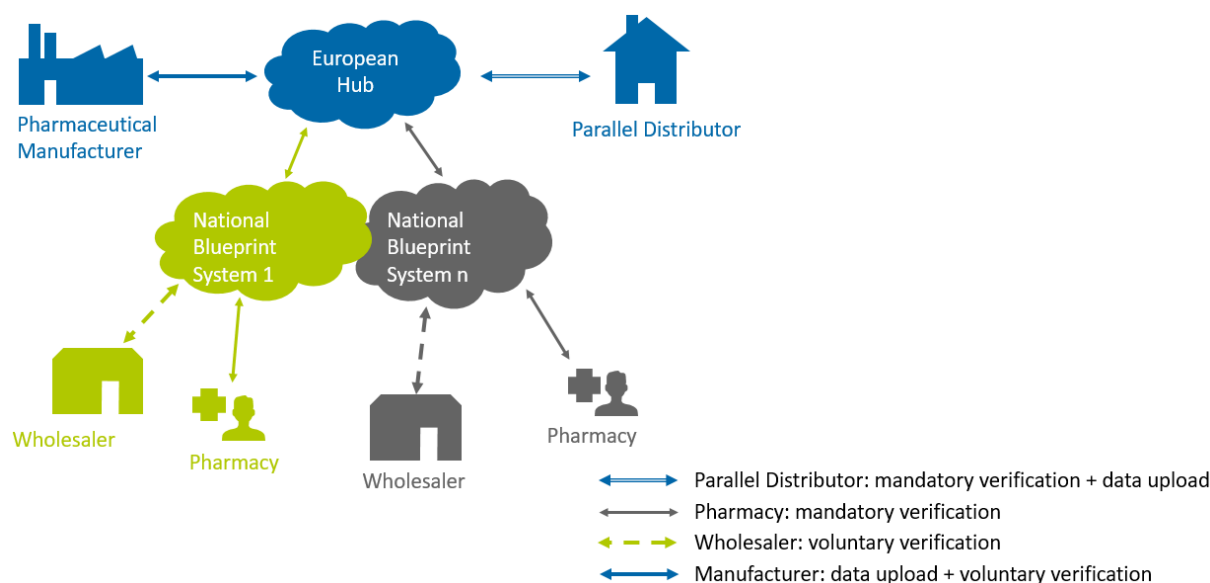 European
Hub
Pharmaceutical
Manufacturer
Parallel Distributor
National
Blueprint
System 1
National
Blueprint
System n
Wholesaler
Pharmacy
Wholesaler
Pharmacy
Parallel Distributor: mandatory verification + data upload
Pharmacy: mandatory verification
Wholesaler: voluntary verification
Manufacturer: data upload + voluntary verification